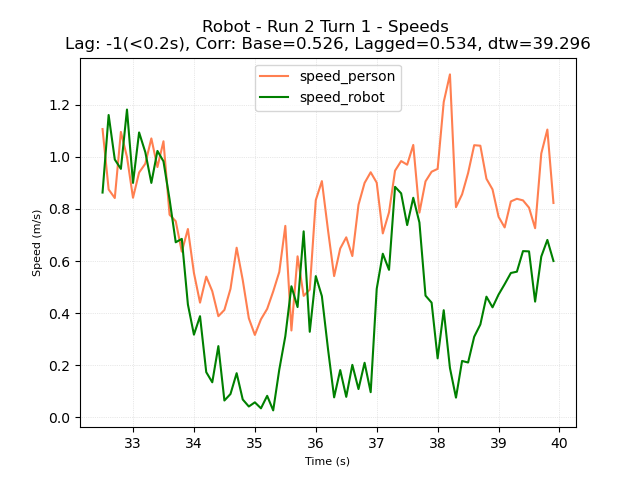 Robot - Run 2 Turn 1 - Speeds
Lag: -1(<0.2s), Corr: Base=0.526, Lagged=0.534, dtw=39.296
speed_person
speed_robot
1.2
1.0
0.8
0.6
0.4
0.2
0.0
Speed (m/s)
33 34 35 36 37 38 39 40
Time (s)